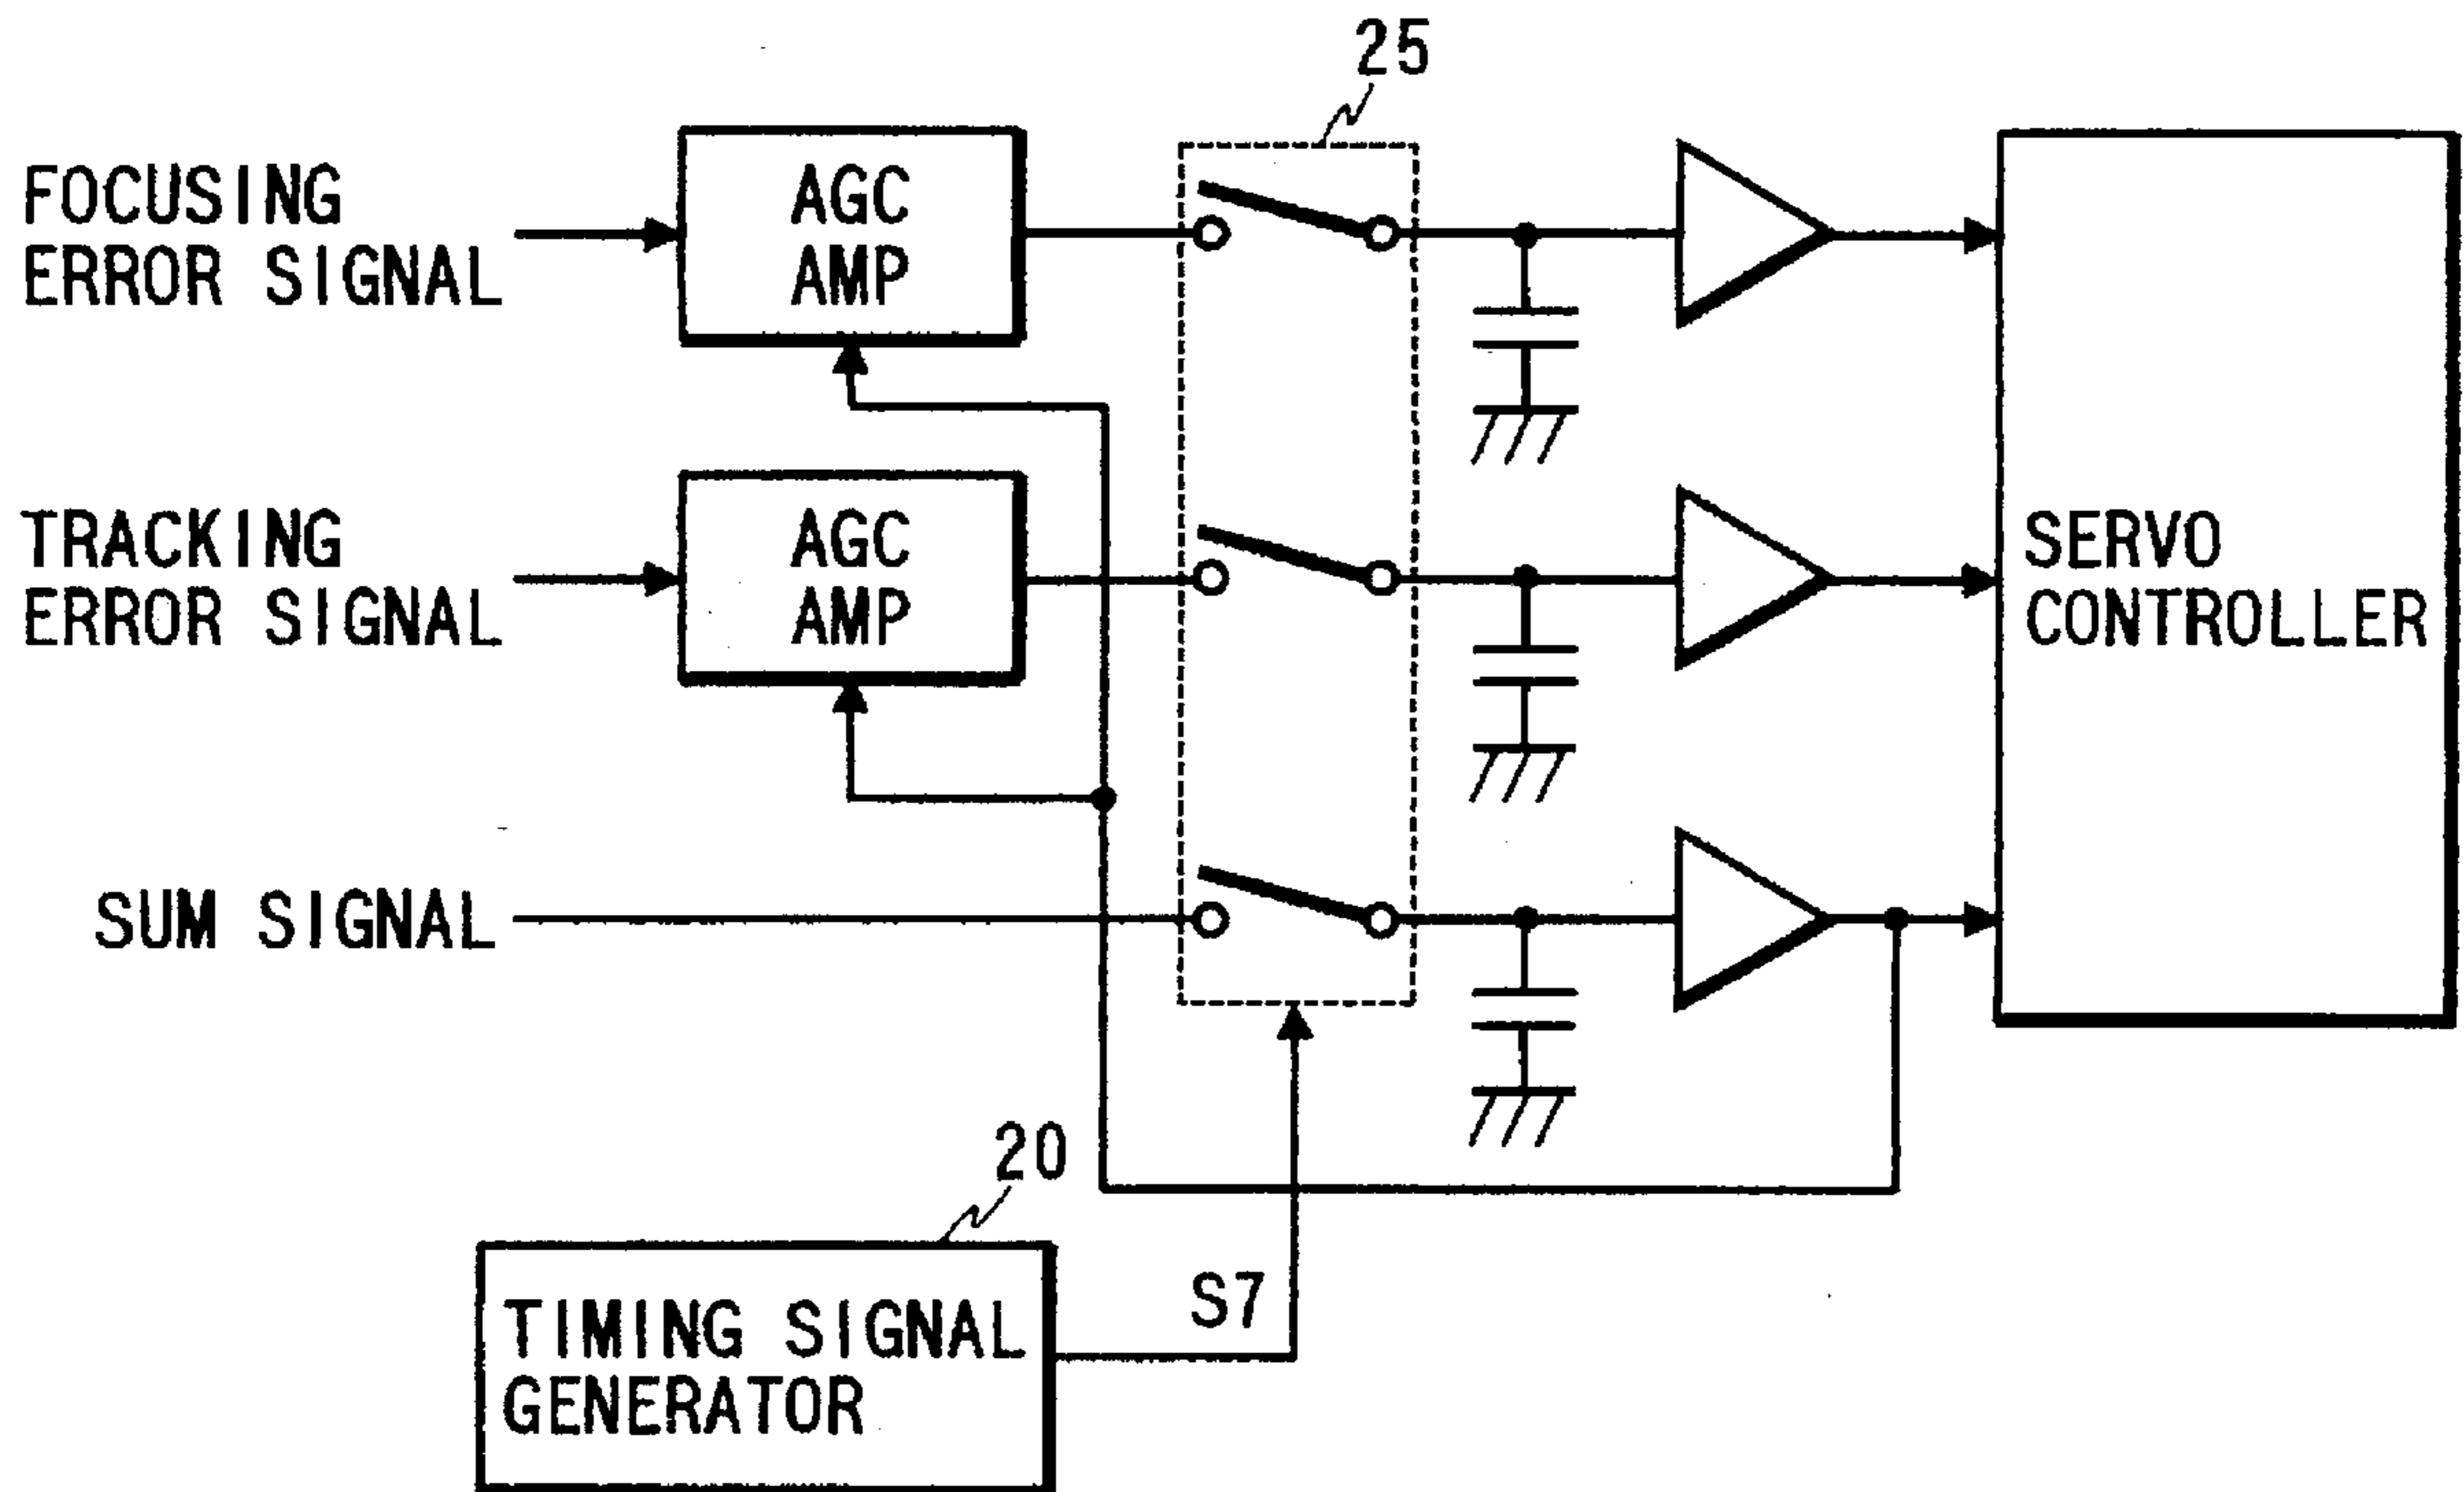 25
FOCUSING
ERROR SIGNAL
AGC
AMP
TRACKING
ERROR SIGNAL
AGC
AMP
SERVO
CONTROLLER
SUM SIGNAL
20
S7
TIMING SIGNAL
GENERATOR